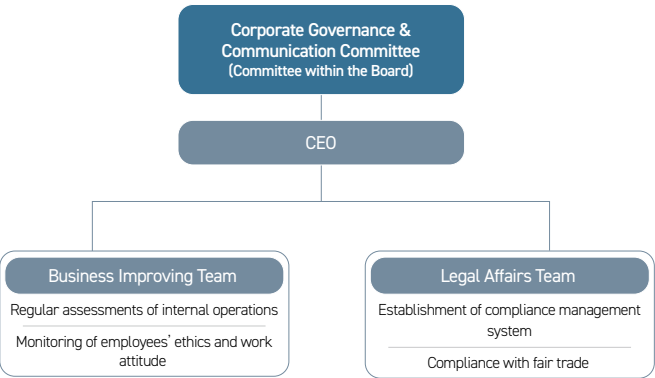 Corporate Governance &
Communication Committee
(Committee within the Board)
CEO
Business Improving Team
Regular assessments of internal operations
Monitoring of employees' ethics and work
attitude
Legal Affairs Team
Establishment of compliance management
system
Compliance with fair trade